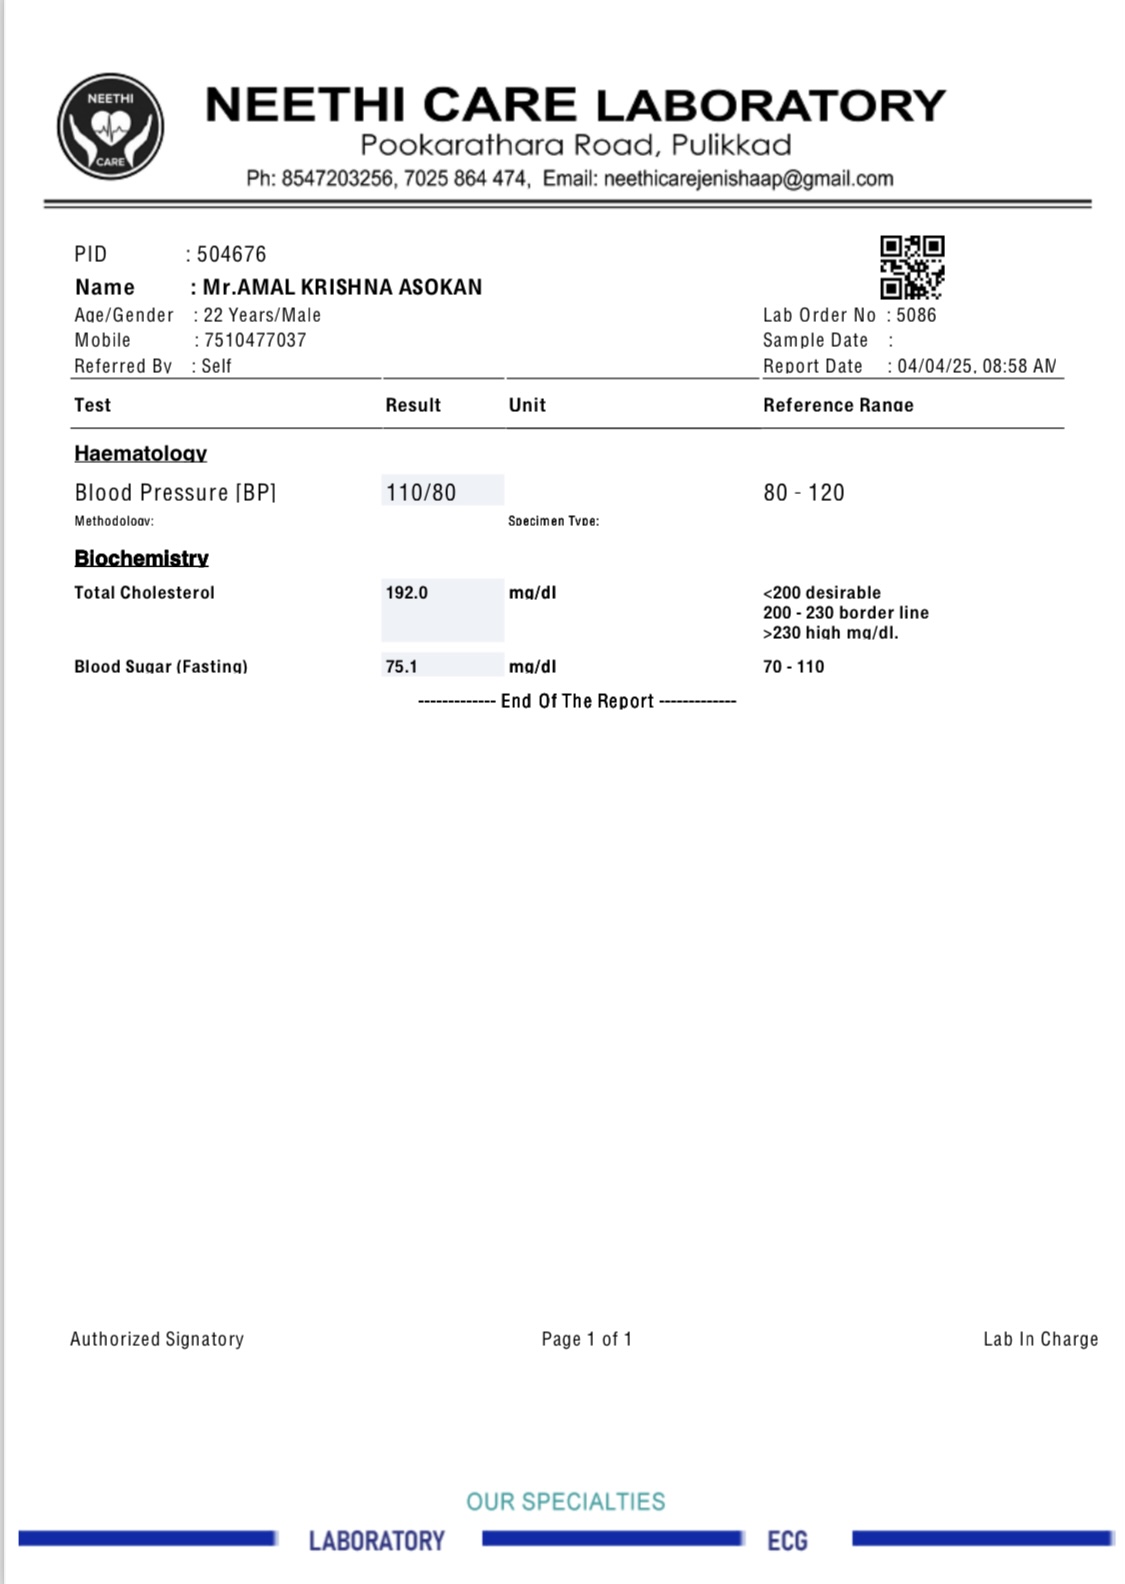 NEETHI
CARE
NEETHI CARE LABORATORY
Pookarathara Road, Pulikkad
Ph: 8547203256, 7025 864 474, Email: neethicarejenishaap@gmail.com
PID : 504676
Name : Mr.AMAL KRISHNA ASOKAN
Age/Gender : 22 Years/Male
Lab Order No : 5086
Mobile : 7510477037
Sample Date :
Referred By : Self
Report Date : 04/04/25, 08:58 AM
Test Result Unit Reference Range
Haematology
Blood Pressure [BP] 110/80 80 - 120
Methodology: Specimen Type:
Biochemistry
Total Cholesterol 192.0 mg/dl <200 desirable
200 - 230 border line
>230 high mg/dl.
Blood Sugar (Fasting) 75.1 mg/dl 70 - 110
------------- End Of The Report -------------
Authorized Signatory Page 1 of 1 Lab In Charge
OUR SPECIALTIES
LABORATORY ECG